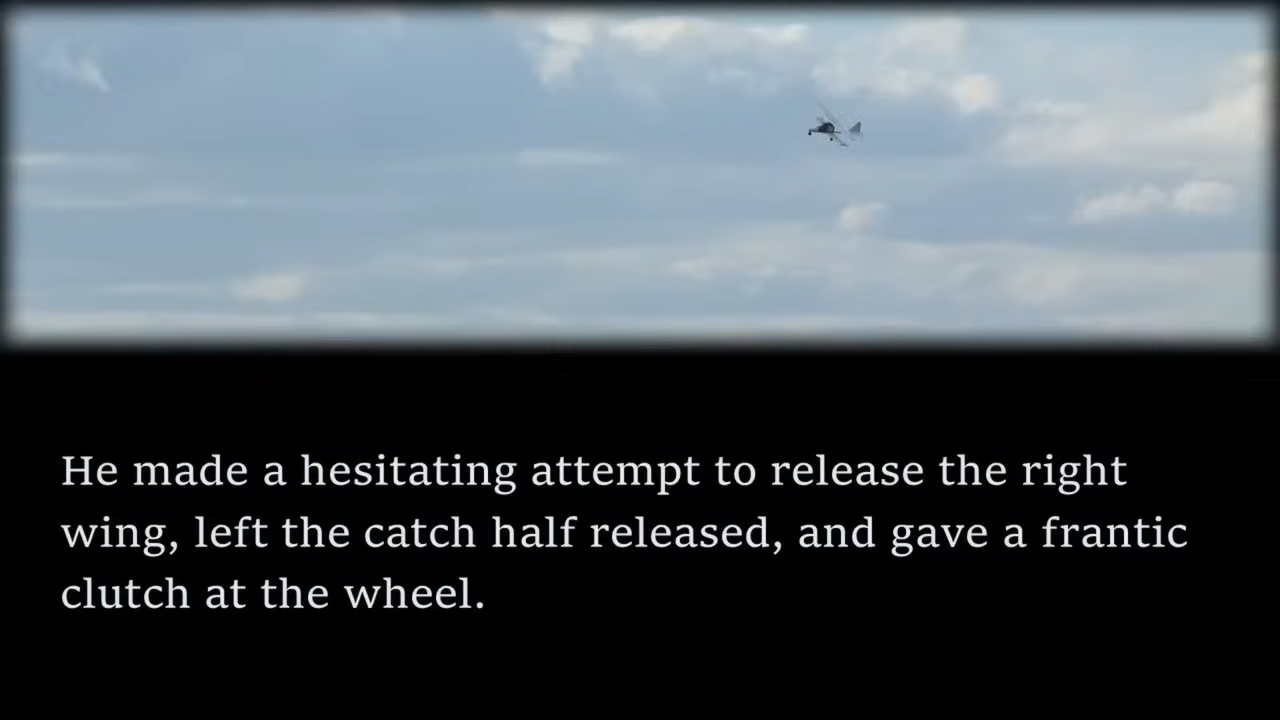 He made a hesitating attempt to release the right
wing, left the catch half released, and gave a frantic
clutch at the wheel.